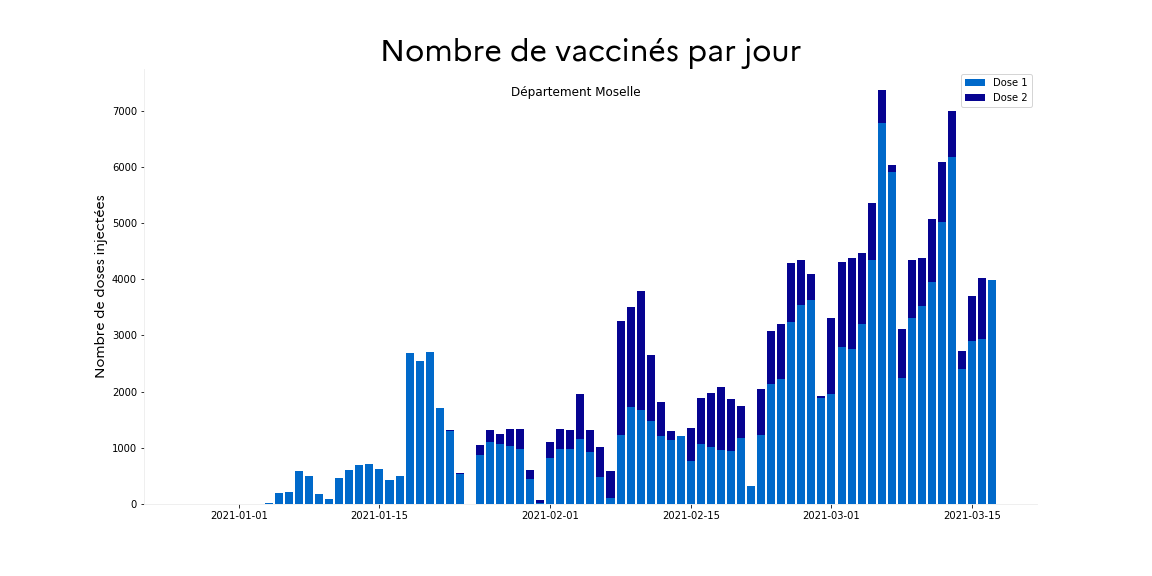 Nombre de vaccinés par jour
Département Moselle
Dose 1
Dose 2
Nombre de doses injectées
7000
6000
5000
4000
3000
2000
1000
0
2021-01-01
2021-01-15
2021-02-01
2021-02-15
2021-03-01
2021-03-15